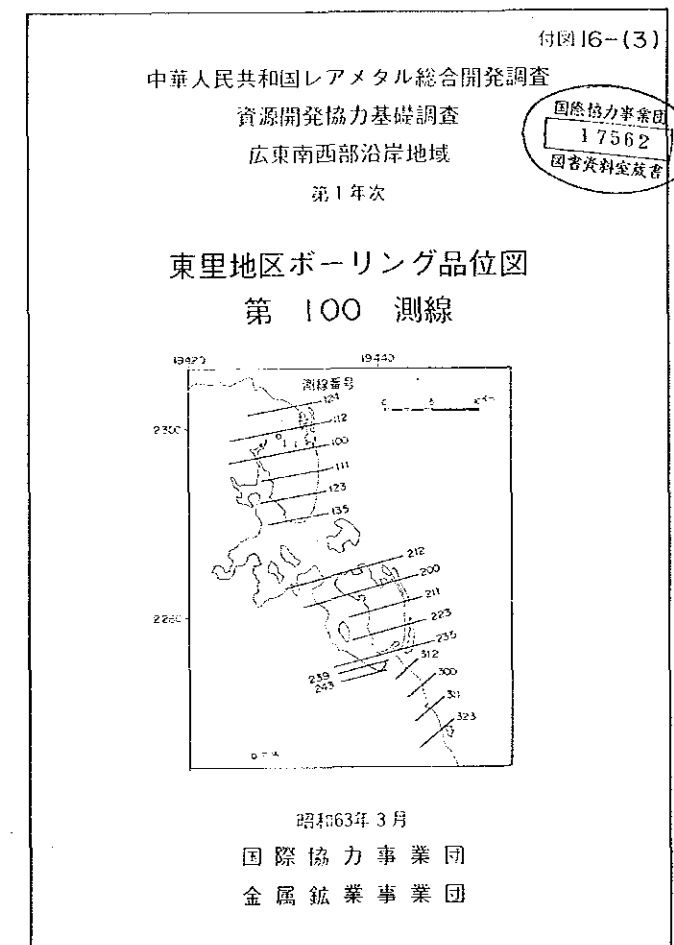 付図16-(3)
中華人民共和国レアメタル総合開発調査
資源開発協力基礎調査
広東南西部沿岸地域
第1年次
国際協力事業団
17562
図書資料室蔵書
東里地区ボーリング品位図
第 100 測線
19420
19440
測線番号
124
112
100
111
123
135
2300
212
200
211
223
235
2280
312
239
243
300
311
323
昭和63年3月
国際協力事業団
金属鉱業事業団